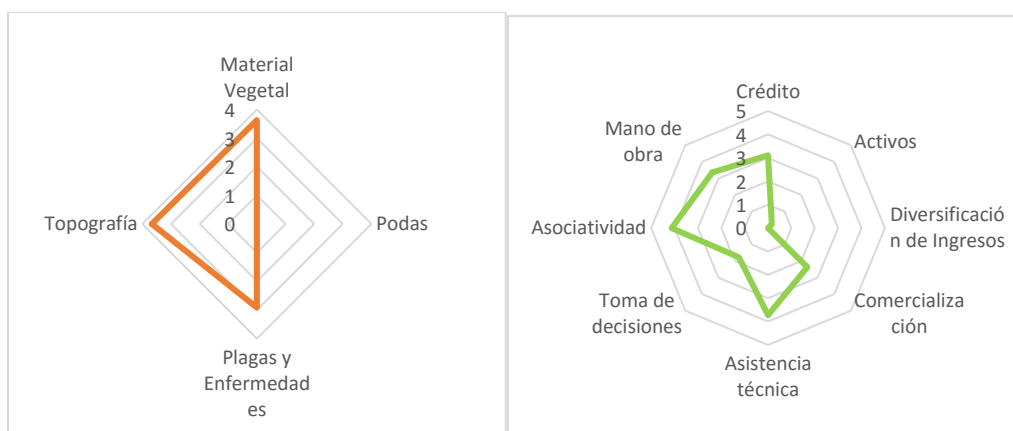 Material
Vegetal
4
3
2
1
0
Topografía
Podas
Plagas y
Enfermedad
es
Crédito
5
4
3
2
1
0
Mano de
obra
Activos
Asociatividad
Diversificació
n de Ingresos
Toma de
decisiones
Comercializa
ción
Asistencia
técnica